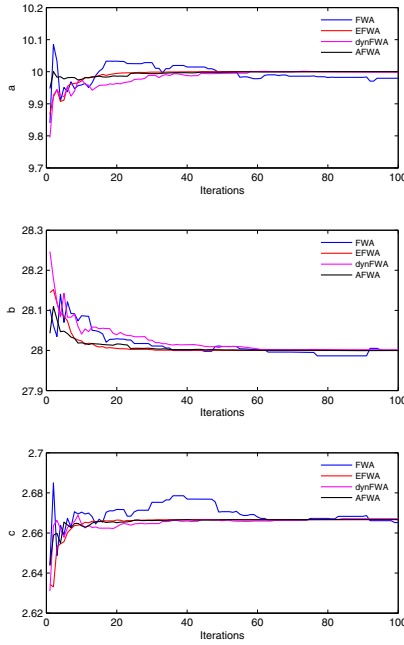 10.2
10.1
10
9.9
9.8
9.7
a
0 20 40 60 80 100
Iterations
FWA
EFWA
dynFWA
AFWA
28.3
28.2
28.1
28
27.9
b
0 20 40 60 80 100
Iterations
FWA
EFWA
dynFWA
AFWA
2.7
2.68
2.66
2.64
2.62
c
0 20 40 60 80 100
Iterations
FWA
EFWA
dynFWA
AFWA